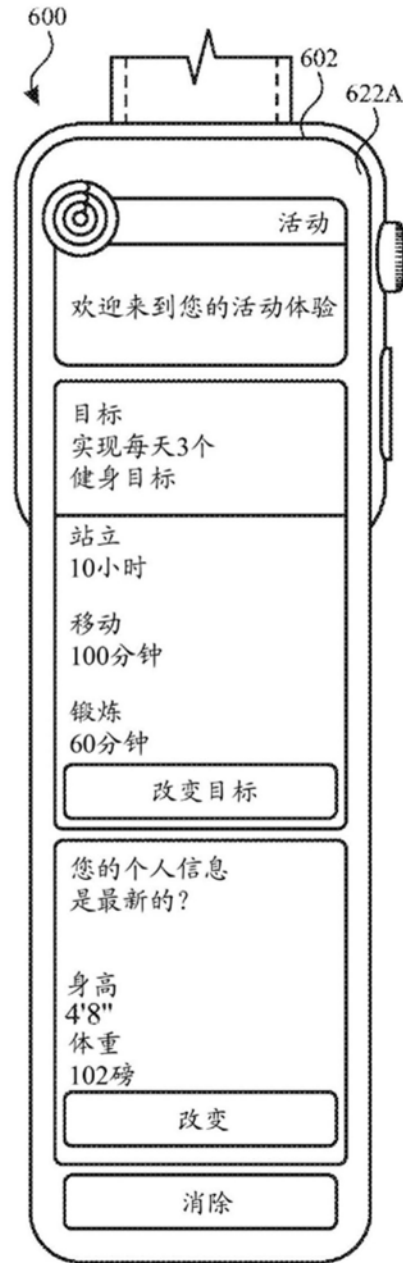 600
602
622A
活动
欢迎来到您的活动体验
目标
实现每天3个
健身目标
站立
10小时
移动
100分钟
锻炼
60分钟
改变目标
您的个人信息
是最新的？
身高
4'8"
体重
102磅
改变
消除